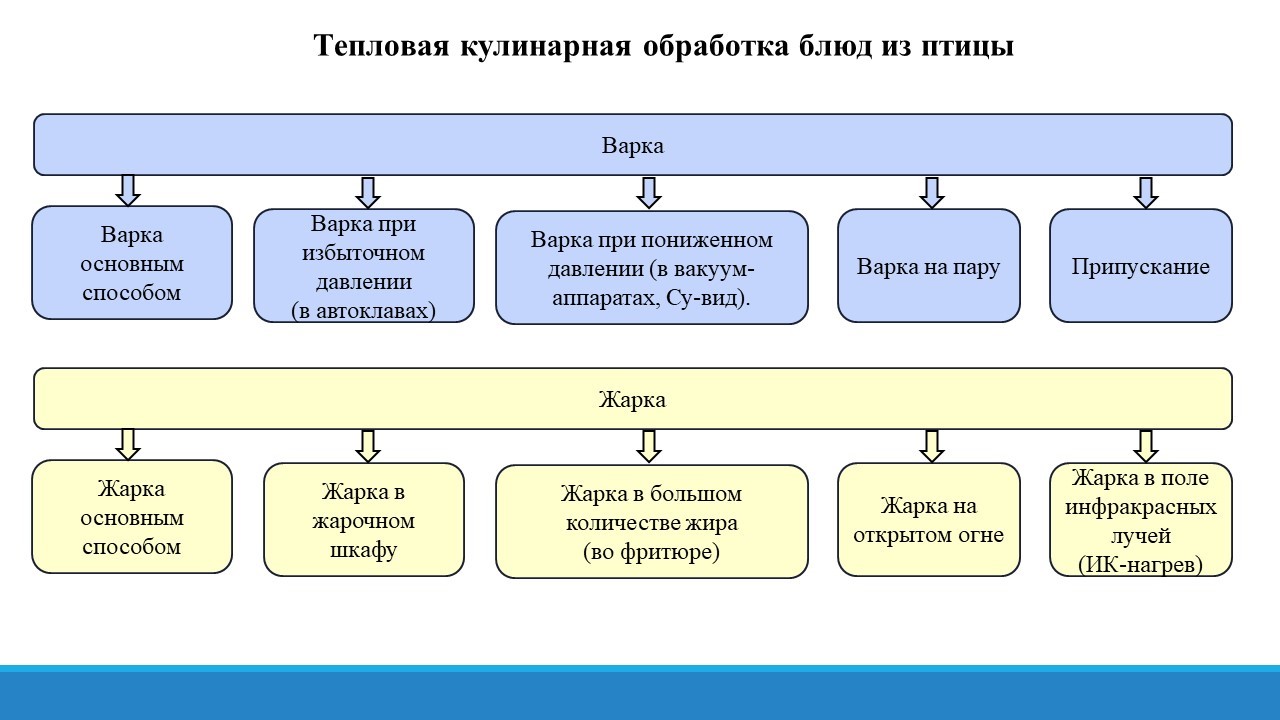 Тепловая кулинарная обработка блюд из птицы
Варка
Варка
основным
способом
Варка при
избыточном
давлении
(в автоклавах)
Варка при пониженном
давлении (в вакуум-
аппаратах, Су-вид).
Варка на пару
Припускание
Жарка
Жарка
основным
способом
Жарка в
жарочном
шкафу
Жарка в большом
количестве жира
(во фритюре)
Жарка на
открытом огне
Жарка в поле
инфракрасных
лучей
(ИК-нагрев)